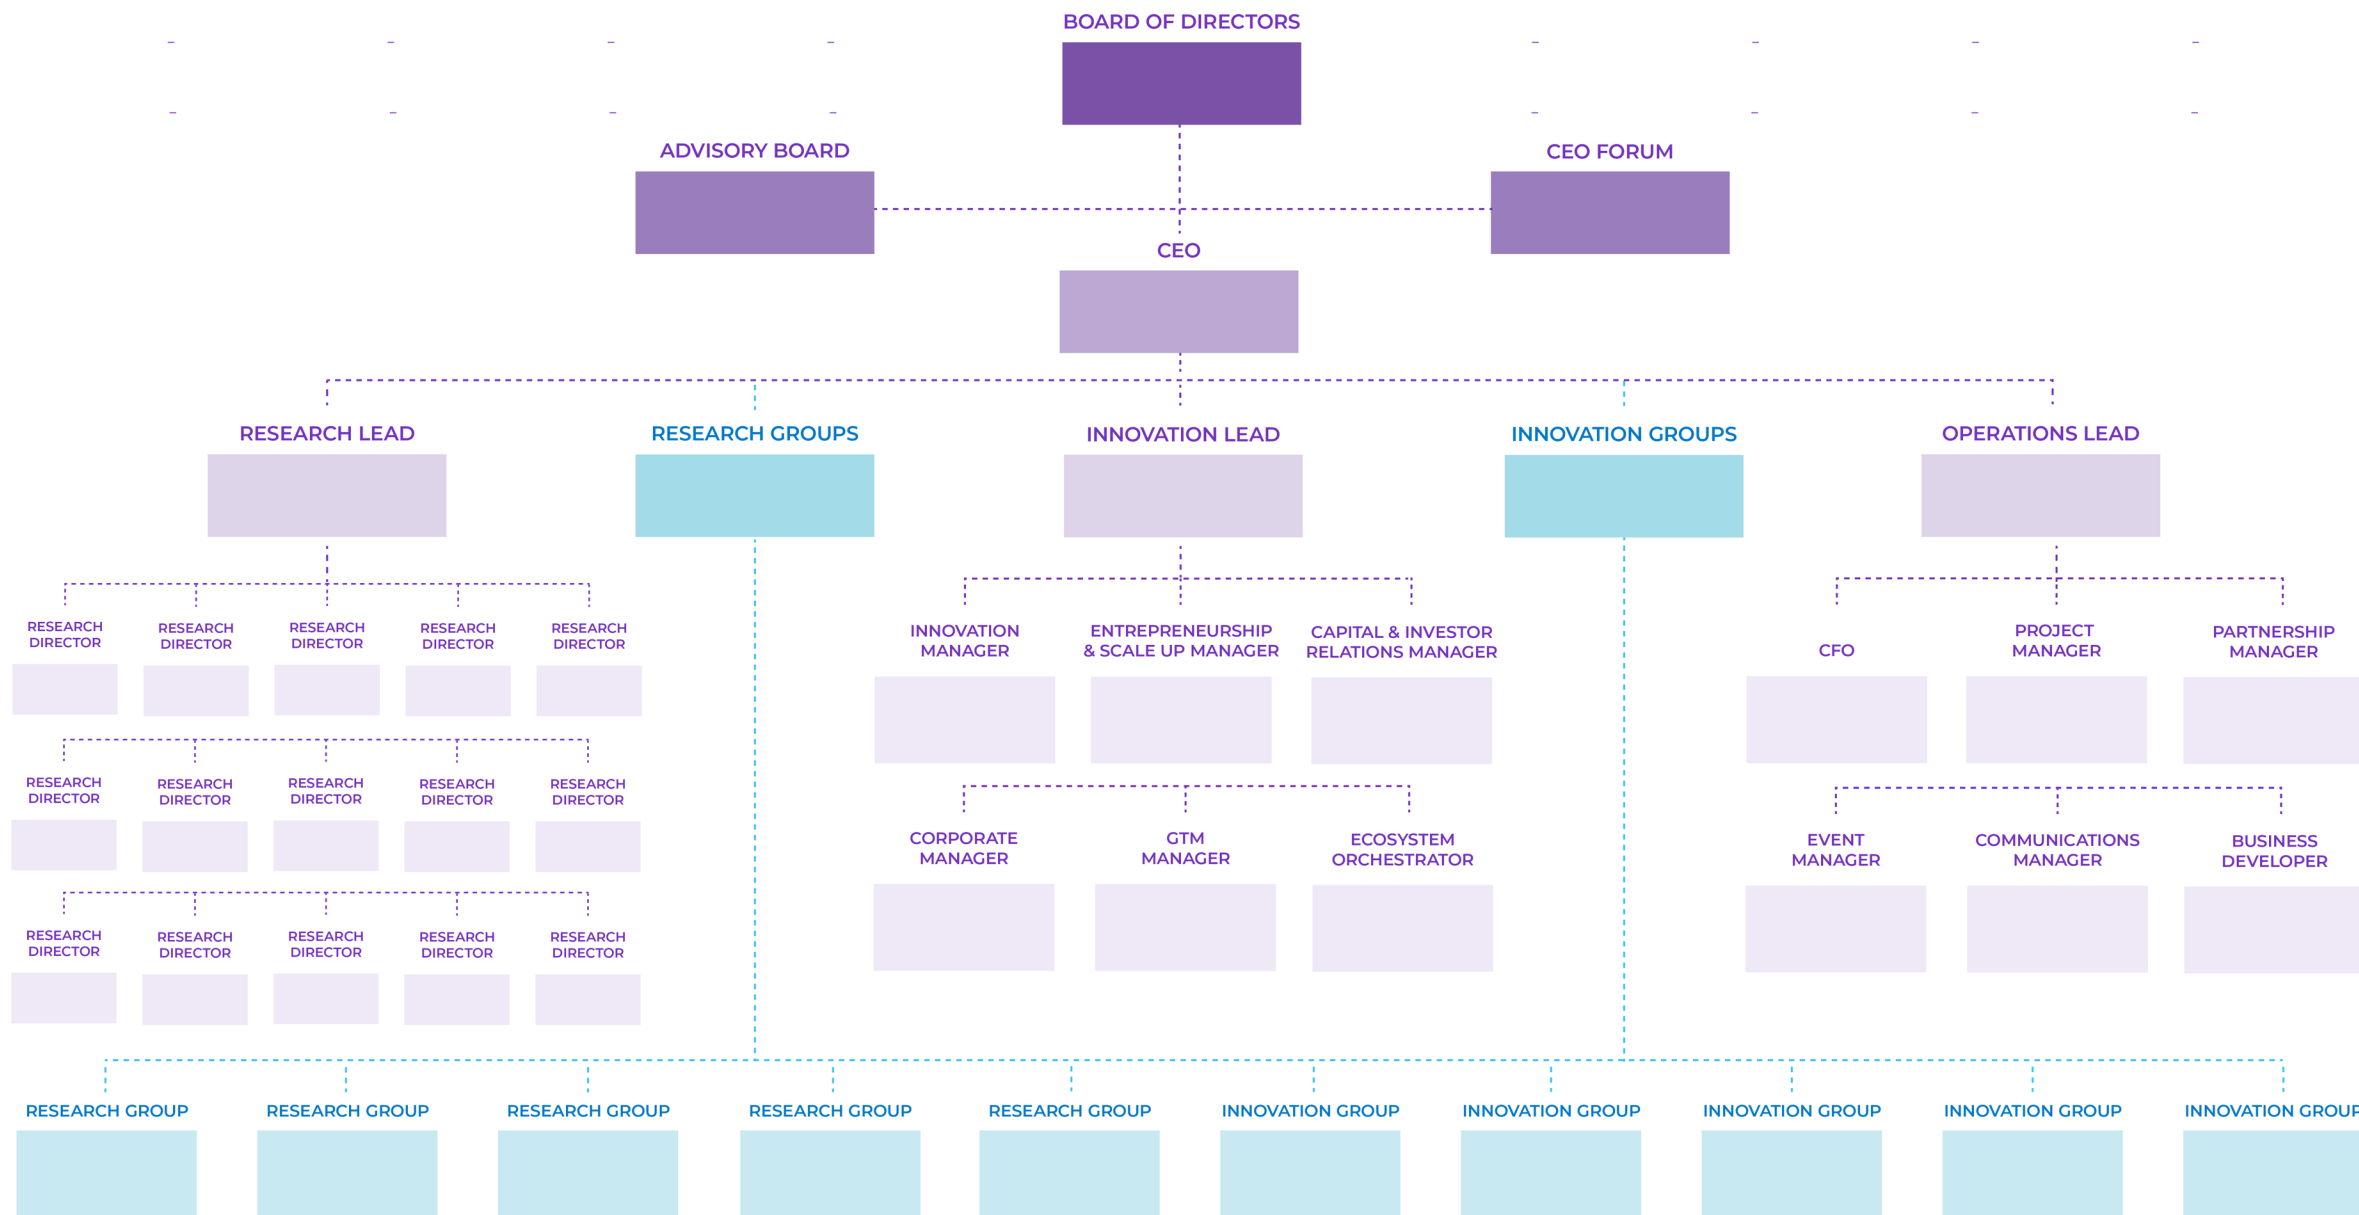 BOARD OF DIRECTORS
– – – – – – – –
– – – – – – – –
ADVISORY BOARD
CEO FORUM
CEO
RESEARCH LEAD
RESEARCH GROUPS
INNOVATION LEAD
INNOVATION GROUPS
OPERATIONS LEAD
RESEARCH
DIRECTOR
RESEARCH
DIRECTOR
RESEARCH
DIRECTOR
RESEARCH
DIRECTOR
RESEARCH
DIRECTOR
INNOVATION
MANAGER
ENTREPRENEURSHIP
& SCALE UP MANAGER
CAPITAL & INVESTOR
RELATIONS MANAGER
CFO
PROJECT
MANAGER
PARTNERSHIP
MANAGER
RESEARCH
DIRECTOR
RESEARCH
DIRECTOR
RESEARCH
DIRECTOR
RESEARCH
DIRECTOR
RESEARCH
DIRECTOR
CORPORATE
MANAGER
GTM
MANAGER
ECOSYSTEM
ORCHESTRATOR
EVENT
MANAGER
COMMUNICATIONS
MANAGER
BUSINESS
DEVELOPER
RESEARCH
DIRECTOR
RESEARCH
DIRECTOR
RESEARCH
DIRECTOR
RESEARCH
DIRECTOR
RESEARCH
DIRECTOR
RESEARCH GROUP
RESEARCH GROUP
RESEARCH GROUP
RESEARCH GROUP
RESEARCH GROUP
INNOVATION GROUP
INNOVATION GROUP
INNOVATION GROUP
INNOVATION GROUP
INNOVATION GROUP